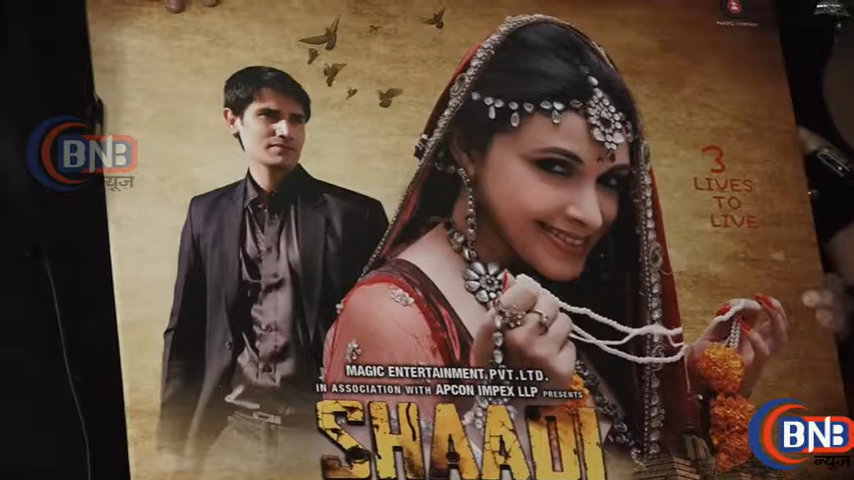 BNB
न्यूज़
3
LIVES
TO
LIVE
MAGIC ENTERTAINMENT PVT. LTD.
IN ASSOCIATION WITH APCON IMPEX LLP PRESENTS
SHAADI
BNB
न्यूज़